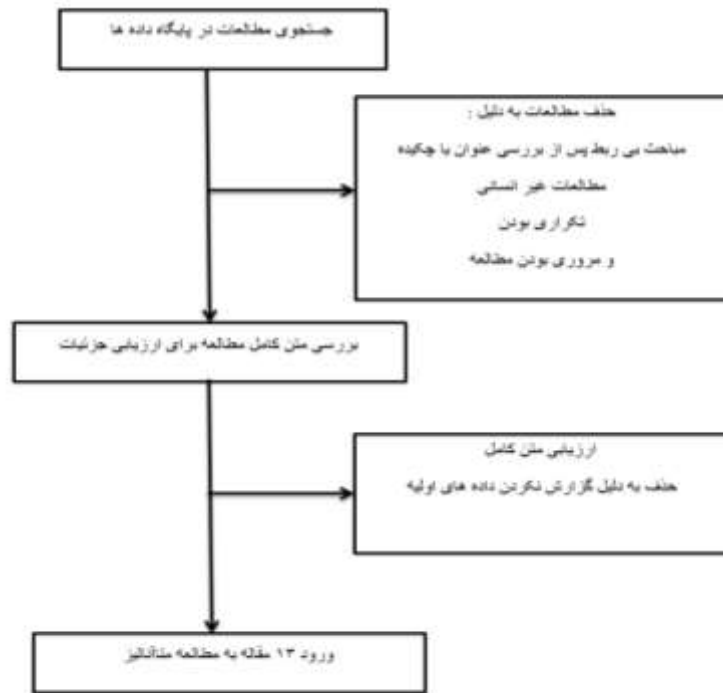 جستجوی مطالعات در پایگاه داده ها
حذف مطالعات به دلیل :
مباحث بی ربط پس از بررسی عنوان یا چکیده
مطالعات غیر انسانی
تکراری بودن
و مروری بودن مطالعه
بررسی متن کامل مطالعه برای ارزیابی جزئیات
ارزیابی متن کامل
حذف به دلیل گزارش نکردن داده های اولیه
ورود ۱۳ مقاله به مطالعه متاآنالیز